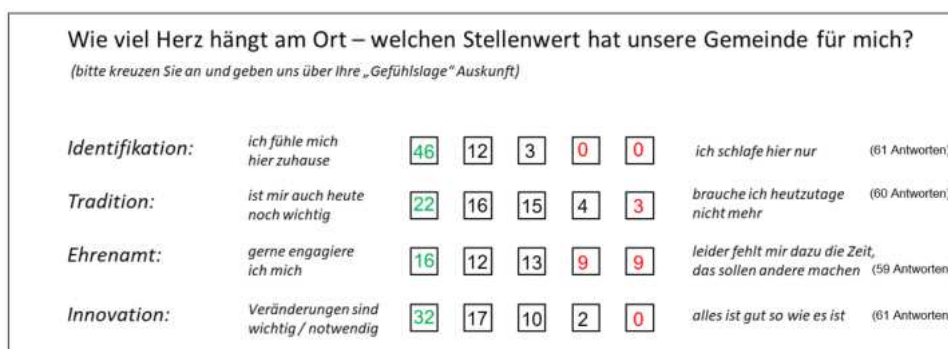 Wie viel Herz hängt am Ort – welchen Stellenwert hat unsere Gemeinde für mich?
(bitte kreuzen Sie an und geben uns über Ihre „Gefühlslage“ Auskunft)
Identifikation: ich fühle mich hier zuhause 46 12 3 0 0 ich schlafe hier nur (61 Antworten)
Tradition: ist mir auch heute noch wichtig 22 16 15 4 3 brauche ich heutzutage nicht mehr (60 Antworten)
Ehrenamt: gerne engagiere ich mich 16 12 13 9 9 leider fehlt mir dazu die Zeit, das sollen andere machen (59 Antworten
Innovation: Veränderungen sind wichtig / notwendig 32 17 10 2 0 alles ist gut so wie es ist (61 Antworten